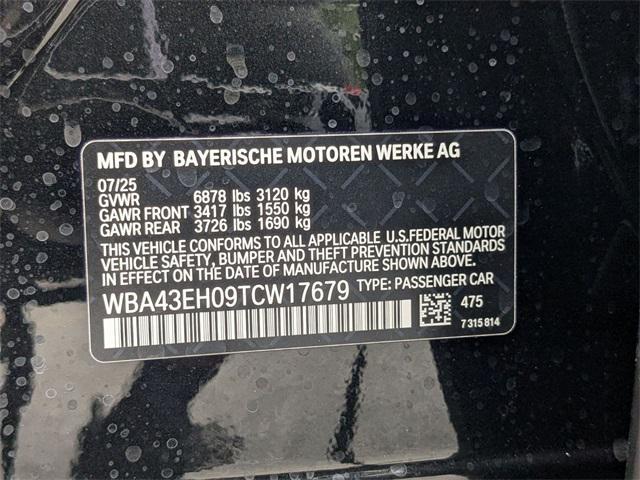 MFD BY BAYERISCHE MOTOREN WERKE AG
07/25
GVWR 6878 lbs 3120 kg
GAWR FRONT 3417 lbs 1550 kg
GAWR REAR 3726 lbs 1690 kg
THIS VEHICLE CONFORMS TO ALL APPLICABLE U.S.FEDERAL MOTOR
VEHICLE SAFETY, BUMPER AND THEFT PREVENTION STANDARDS
IN EFFECT ON THE DATE OF MANUFACTURE SHOWN ABOVE.
WBA43EH09TCW17679 TYPE: PASSENGER CAR
475
7315814